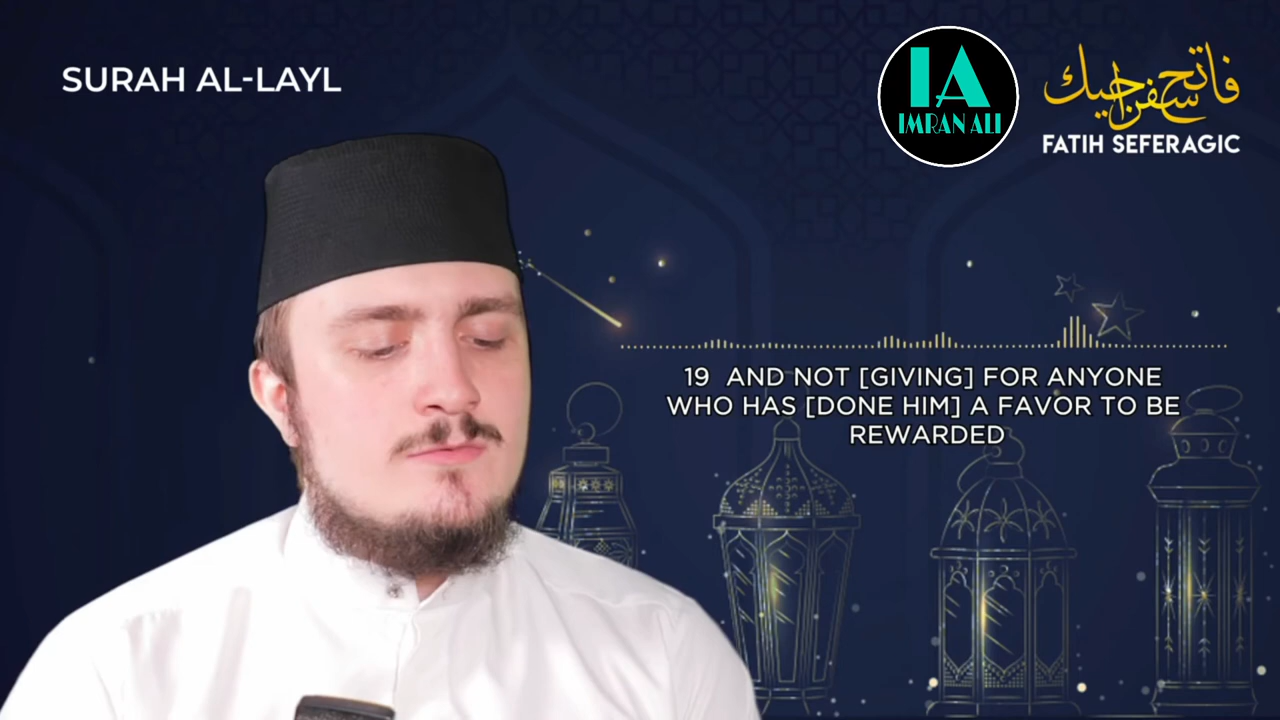 SURAH AL-LAYL
IA
IMRAN ALI
فاتح سفراجيك
FATIH SEFERAGIC
19 AND NOT [GIVING] FOR ANYONE
WHO HAS [DONE HIM] A FAVOR TO BE
REWARDED